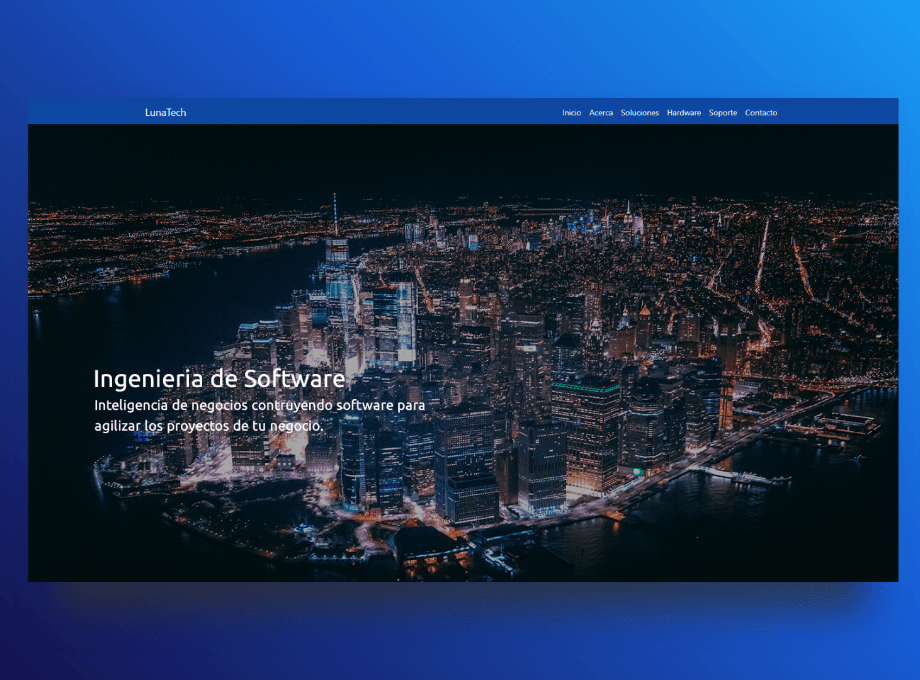 LunaTech
Inicio Acerca Soluciones Hardware Soporte Contacto
Ingenieria de Software
Inteligencia de negocios contruyendo software para
agilizar los proyectos de tu negocio.